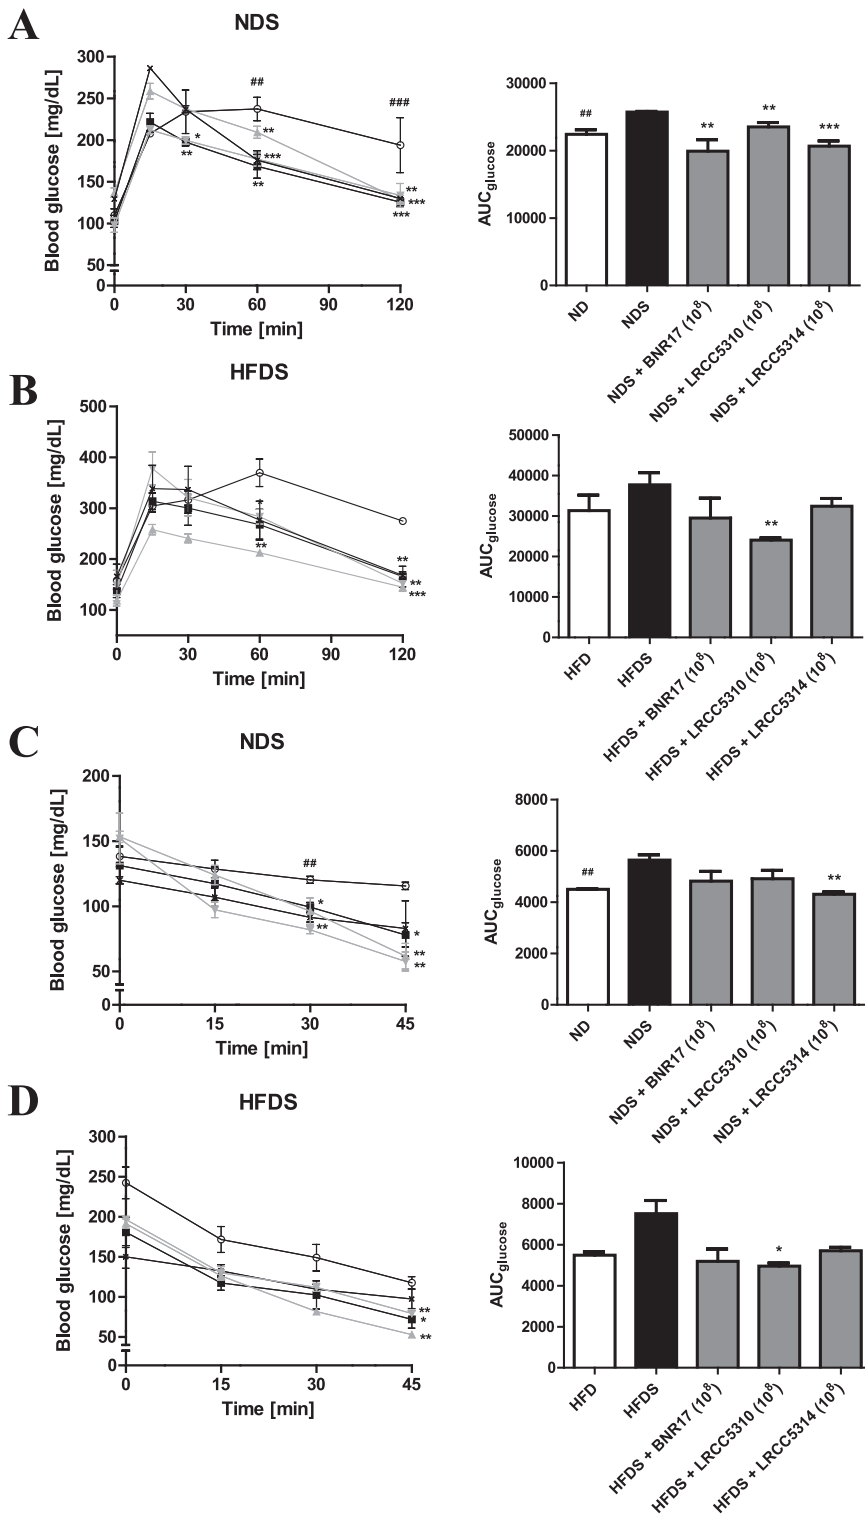 A
NDS
Blood glucose [mg/dL]
300
250
200
150
100
50
0
##
###
*
**
**
***
**
**
***
***
0 30 60 90 120
Time [min]
AUCglucose
30000
20000
10000
0
##
**
**
***
ND
NDS
NDS + BNR17 (10⁸)
NDS + LRCC5310 (10⁸)
NDS + LRCC5314 (10⁸)
B
HFDS
Blood glucose [mg/dL]
500
400
300
200
100
*
**
**
**
***
0 30 60 90 120
Time [min]
AUCglucose
50000
40000
30000
20000
10000
0
**
HFD
HFDS
HFDS + BNR17 (10⁸)
HFDS + LRCC5310 (10⁸)
HFDS + LRCC5314 (10⁸)
C
NDS
Blood glucose [mg/dL]
200
150
100
50
0
##
*
**
*
**
**
0 15 30 45
Time [min]
AUCglucose
8000
6000
4000
2000
0
##
**
ND
NDS
NDS + BNR17 (10⁸)
NDS + LRCC5310 (10⁸)
NDS + LRCC5314 (10⁸)
D
HFDS
Blood glucose [mg/dL]
300
250
200
150
100
50
0
**
*
**
0 15 30 45
Time [min]
AUCglucose
10000
8000
6000
4000
2000
0
*
HFD
HFDS
HFDS + BNR17 (10⁸)
HFDS + LRCC5310 (10⁸)
HFDS + LRCC5314 (10⁸)